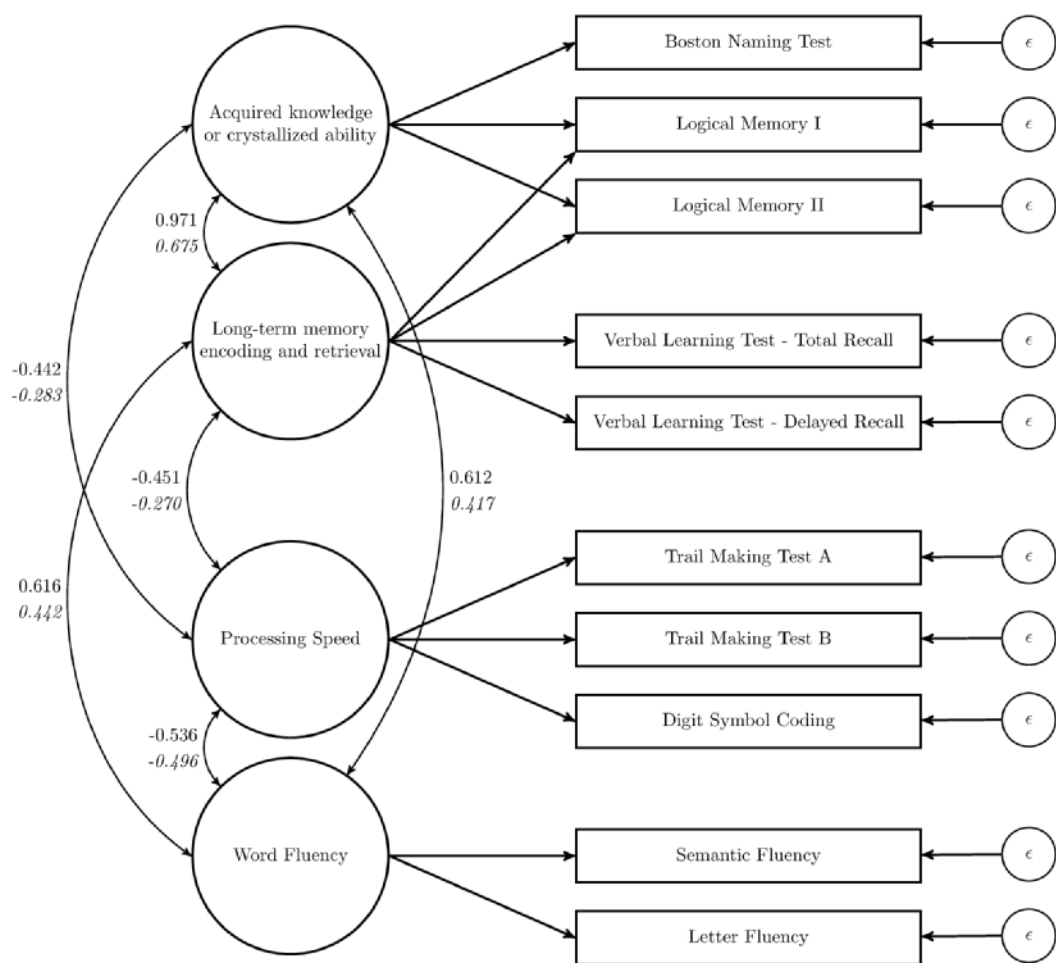 Boston Naming Test
ϵ
Acquired knowledge
or crystallized ability
Logical Memory I
ϵ
Logical Memory II
ϵ
0.971
0.675
Long-term memory
encoding and retrieval
Verbal Learning Test - Total Recall
ϵ
-0.442
-0.283
Verbal Learning Test - Delayed Recall
ϵ
-0.451
-0.270
0.612
0.417
Trail Making Test A
ϵ
0.616
0.442
Processing Speed
Trail Making Test B
ϵ
Digit Symbol Coding
ϵ
-0.536
-0.496
Word Fluency
Semantic Fluency
ϵ
Letter Fluency
ϵ